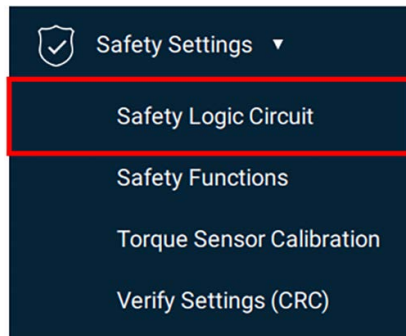 Safety Settings ▼
Safety Logic Circuit
Safety Functions
Torque Sensor Calibration
Verify Settings (CRC)